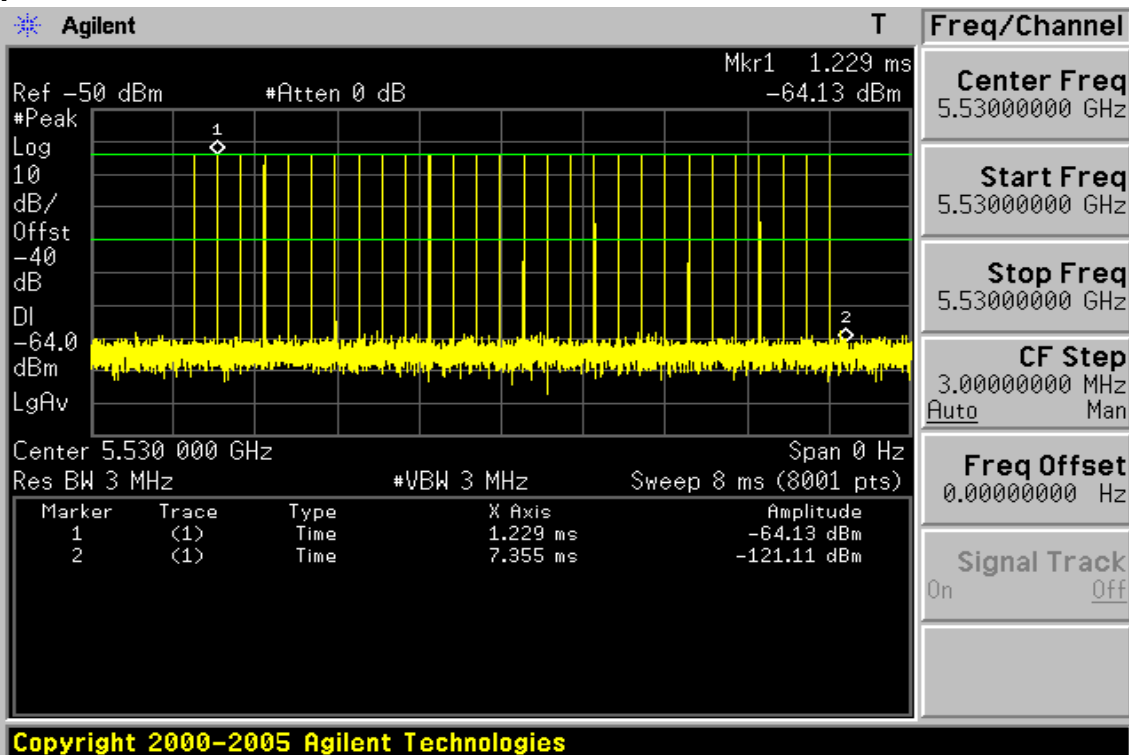 Agilent T
Freq/Channel
Mkr1 1.229 ms
Ref -50 dBm #Atten 0 dB -64.13 dBm
#Peak
Log
10
dB/
Offst
-40
dB
DI
-64.0
dBm
LgAv
1
2
Center 5.530 000 GHz Span 0 Hz
Res BW 3 MHz #VBW 3 MHz Sweep 8 ms (8001 pts)
Marker Trace Type X Axis Amplitude
1 (1) Time 1.229 ms -64.13 dBm
2 (1) Time 7.355 ms -121.11 dBm
Center Freq
5.53000000 GHz
Start Freq
5.53000000 GHz
Stop Freq
5.53000000 GHz
CF Step
3.00000000 MHz
Auto Man
Freq Offset
0.00000000 Hz
Signal Track
On Off
Copyright 2000-2005 Agilent Technologies